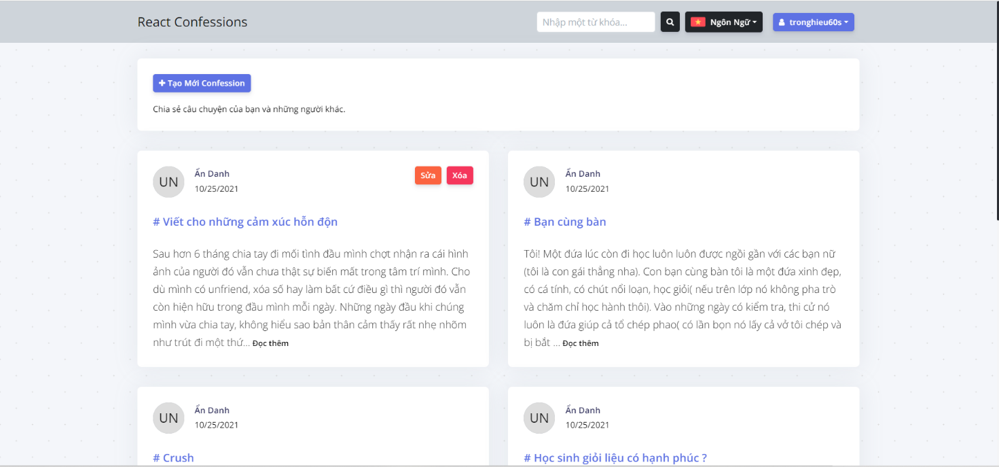 React Confessions
Nhập một từ khóa...
Ngôn Ngữ
tronghieu60s
Tạo Mới Confession
Chia sẻ câu chuyện của bạn và những người khác.
UN
Ẩn Danh
10/25/2021
Sửa
Xóa
# Viết cho những cảm xúc hỗn độn
Sau hơn 6 tháng chia tay đi mối tình đầu mình chợt nhận ra cái hình
ảnh của người đó vẫn chưa thật sự biến mất trong tâm trí mình. Cho
dù mình có unfriend, xóa số hay làm bất cứ điều gì thì người đó vẫn
còn hiện hữu trong đầu mình mỗi ngày. Những ngày đầu khi chúng
mình vừa chia tay, không hiểu sao bản thân cảm thấy rất nhẹ nhõm
như trút đi một thứ... Đọc thêm
UN
Ẩn Danh
10/25/2021
# Bạn cùng bàn
Tôi! Một đứa lúc còn đi học luôn luôn được ngồi gần với các bạn nữ
(tôi là con gái thẳng nha). Con bạn cùng bàn tôi là một đứa xinh đẹp,
có cá tính, có chút nổi loạn, học giỏi( nếu trên lớp nó không pha trò
và chăm chỉ học hành thôi). Vào những ngày có kiểm tra, thi cử nó
luôn là đứa giúp cả tổ chép phao( có lần bọn nó lấy cả vở tôi chép và
bị bắt ... Đọc thêm
UN
Ẩn Danh
10/25/2021
# Crush
UN
Ẩn Danh
10/25/2021
# Học sinh giỏi liệu có hạnh phúc ?